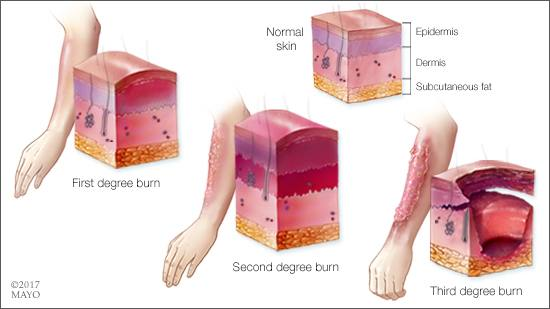 Normal
skin
Epidermis
Dermis
Subcutaneous fat
First degree burn
Second degree burn
Third degree burn
©2017
MAYO